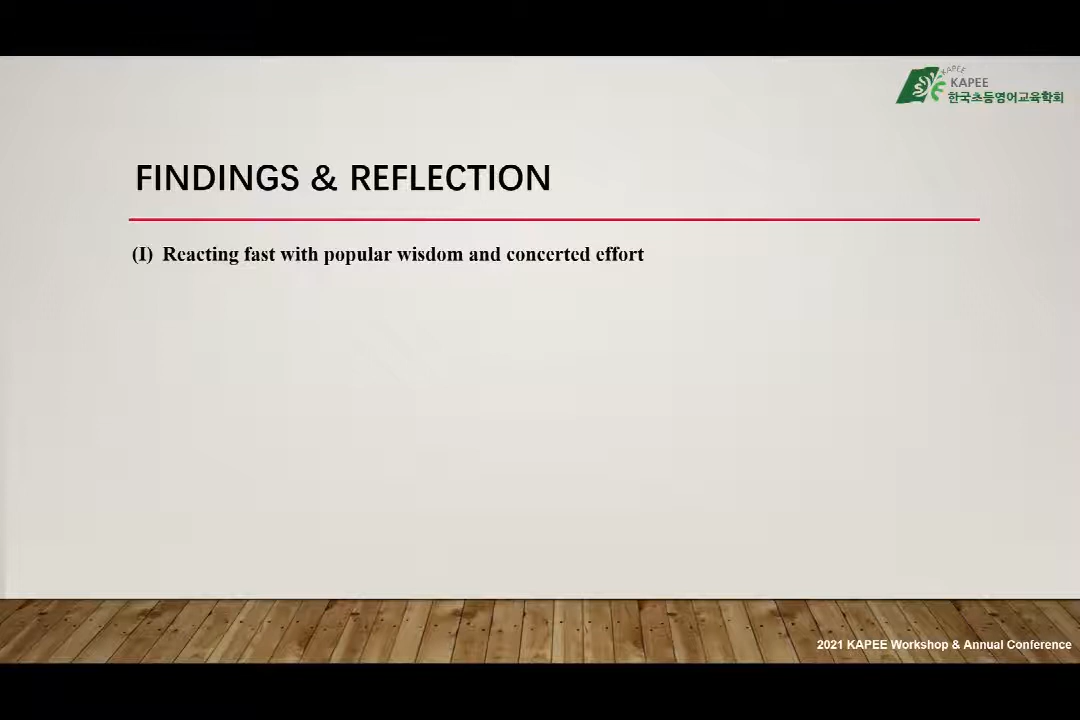 KAPEE
KAPEE
한국초등영어교육학회
FINDINGS & REFLECTION
(I) Reacting fast with popular wisdom and concerted effort
2021 KAPEE Workshop & Annual Conference